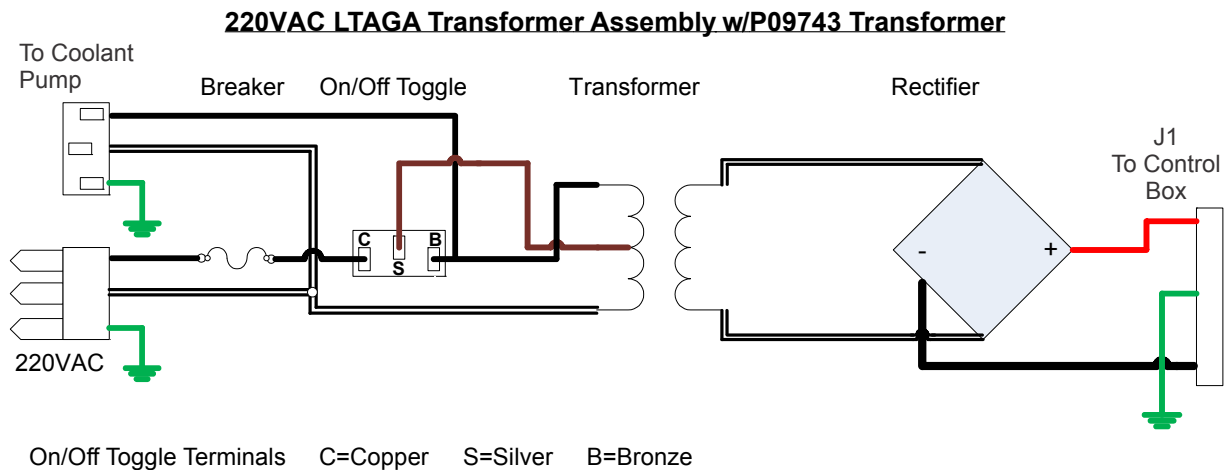 220VAC LTAGA Transformer Assembly w/P09743 Transformer
To Coolant
Pump
Breaker
On/Off Toggle
Transformer
Rectifier
J1
To Control
Box
C
S
B
-
+
220VAC
On/Off Toggle Terminals C=Copper S=Silver B=Bronze